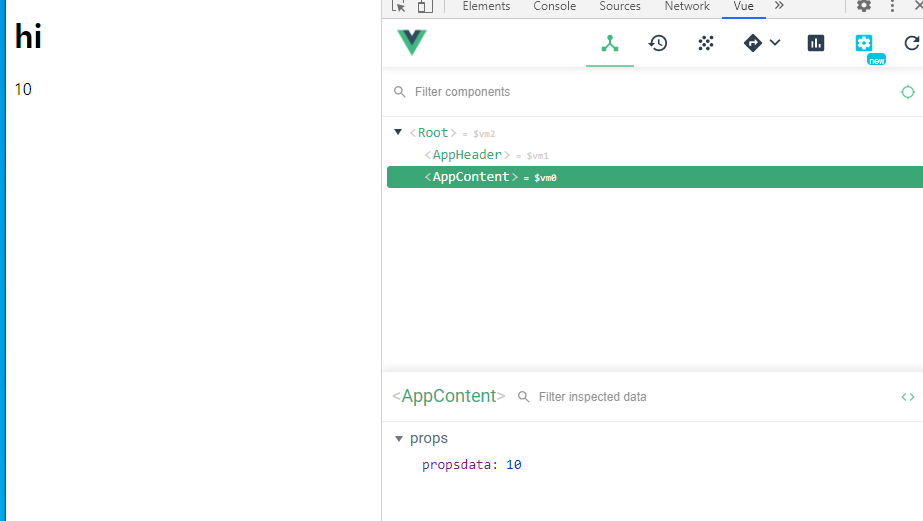 hi
10
Elements Console Sources Network Vue »
new
Filter components
<Root> = $vm2
<AppHeader> = $vm1
<AppContent> = $vm0
<AppContent> Filter inspected data <>
props
propsdata: 10